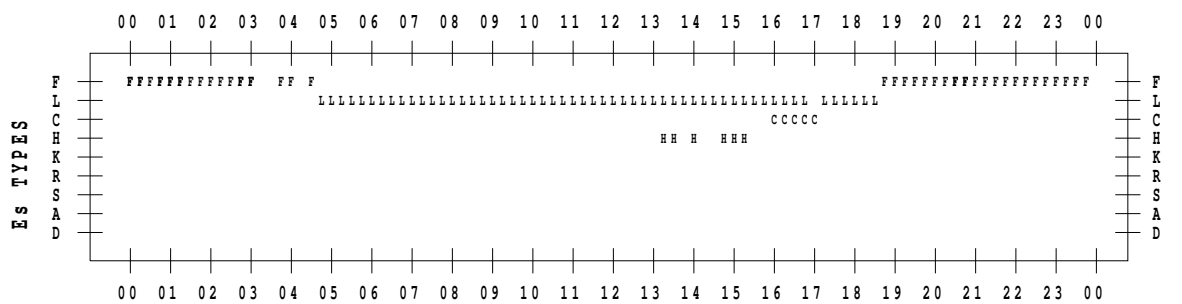 00 01 02 03 04 05 06 07 08 09 10 11 12 13 14 15 16 17 18 19 20 21 22 23 00
Es TYPES
F FFFFFFFFFFFFF FF F FFFFFFFFFFFFFFFFFFFFF F
L LLLLLLLLLLLLLLLLLLLLLLLLLLLLLLLLLLLLLLLLLLLLLLLLL LLLLLL L
C CCCCC C
H HH H HHH H
K K
R R
S S
A A
D D
00 01 02 03 04 05 06 07 08 09 10 11 12 13 14 15 16 17 18 19 20 21 22 23 00